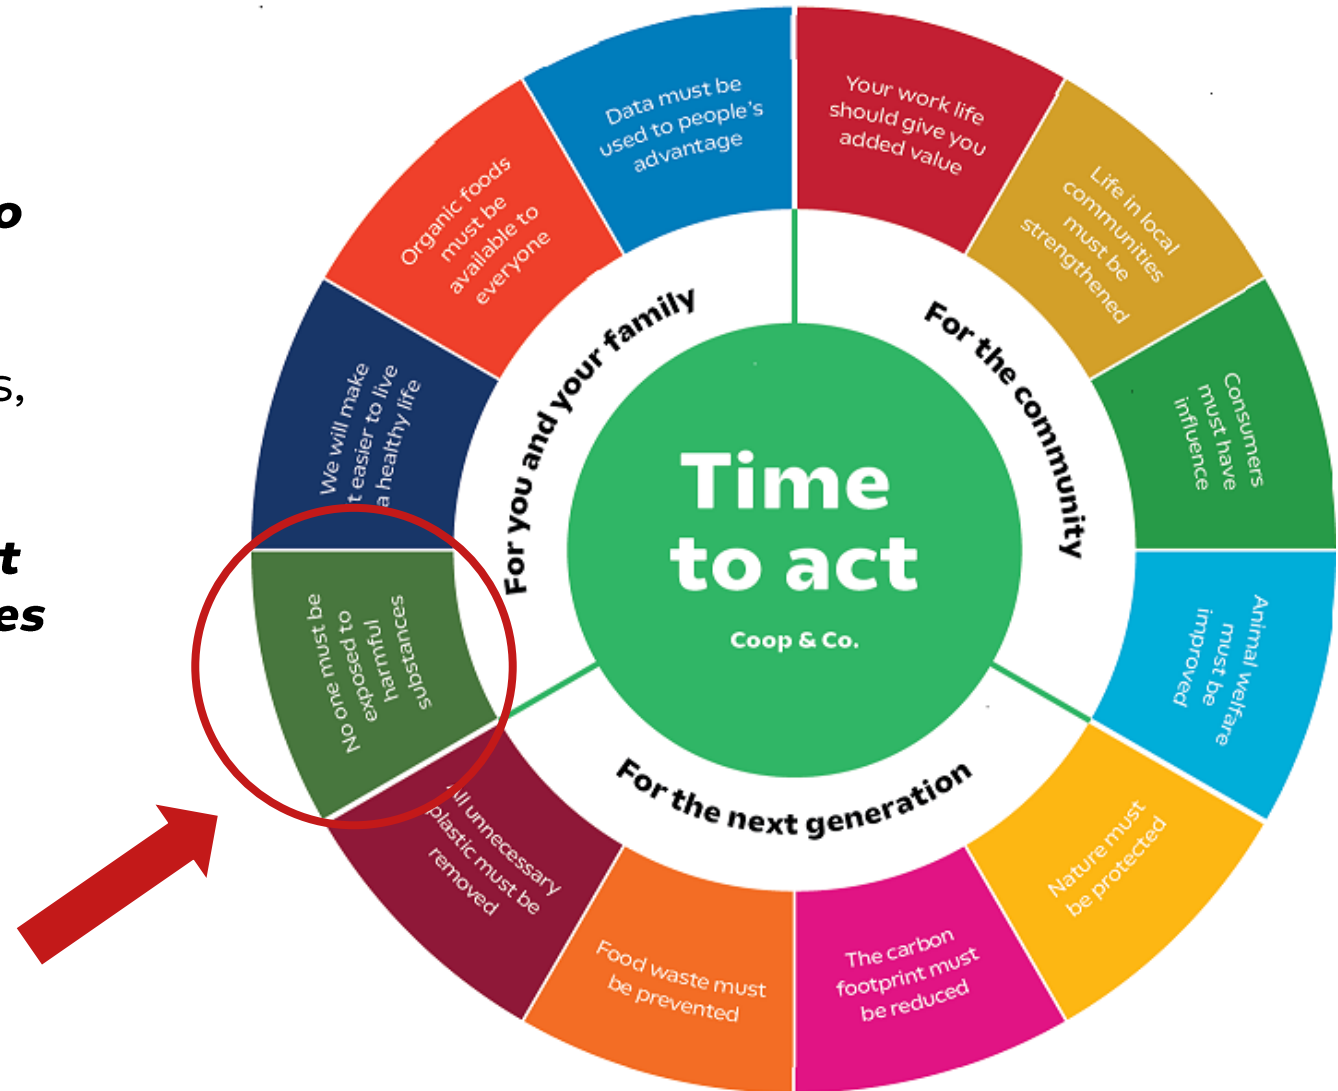 o
s,
t
es
Data must be
used to people's
advantage
Your work life
should give you
added value
Life in local
communities
must be
strengthened
Consumers
must have
influence
Animal welfare
must be
improved
Nature must
be protected
The carbon
footprint must
be reduced
Food waste must
be prevented
All unnecessary
plastic must be
removed
No one must be
exposed to
harmful
substances
We will make
t easier to live
a healthy life
Organic foods
must be
available to
everyone
For you and your family
For the community
For the next generation
Time
to act
Coop & Co.